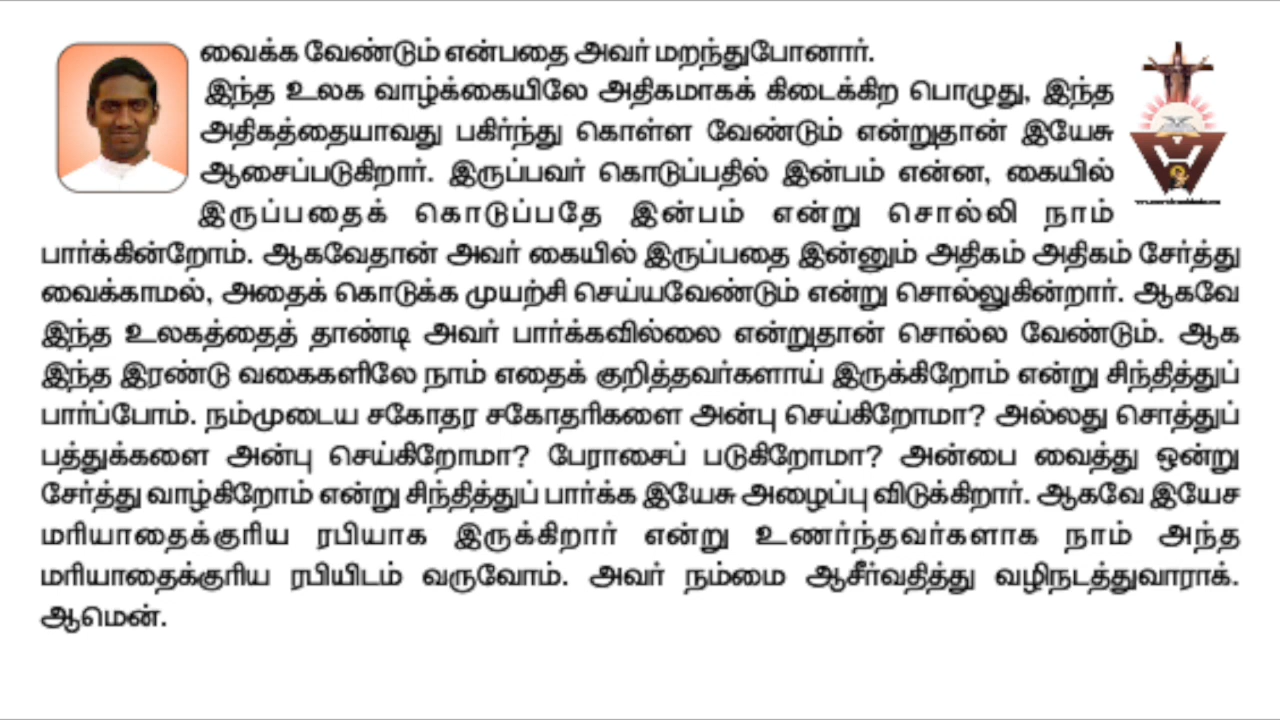 வைக்க வேண்டும் என்பதை அவர் மறந்துபோனார்.
இந்த உலக வாழ்க்கையிலே அதிகமாகக் கிடைக்கிற பொழுது, இந்த
அதிகத்தையாவது பகிர்ந்து கொள்ள வேண்டும் என்றுதான் இயேசு
ஆசைப்படுகிறார். இருப்பவர் கொடுப்பதில் இன்பம் என்ன, கையில்
இருப்பதைக் கொடுப்பதே இன்பம் என்று சொல்லி நாம்
பார்க்கின்றோம். ஆகவேதான் அவர் கையில் இருப்பதை இன்னும் அதிகம் அதிகம் சேர்த்து
வைக்காமல், அதைக் கொடுக்க முயற்சி செய்யவேண்டும் என்று சொல்லுகின்றார். ஆகவே
இந்த உலகத்தைத் தாண்டி அவர் பார்க்கவில்லை என்றுதான் சொல்ல வேண்டும். ஆக
இந்த இரண்டு வகைகளிலே நாம் எதைக் குறித்தவர்களாய் இருக்கிறோம் என்று சிந்தித்துப்
பார்ப்போம். நம்முடைய சகோதர சகோதரிகளை அன்பு செய்கிறோமா? அல்லது சொத்துப்
பத்துக்களை அன்பு செய்கிறோமா? பேராசைப் படுகிறோமா? அன்பை வைத்து ஒன்று
சேர்த்து வாழ்கிறோம் என்று சிந்தித்துப் பார்க்க இயேசு அழைப்பு விடுக்கிறார். ஆகவே இயேச
மரியாதைக்குரிய ரபியாக இருக்கிறார் என்று உணர்ந்தவர்களாக நாம் அந்த
மரியாதைக்குரிய ரபியிடம் வருவோம். அவர் நம்மை ஆசீர்வதித்து வழிநடத்துவாராக்.
ஆமென்.